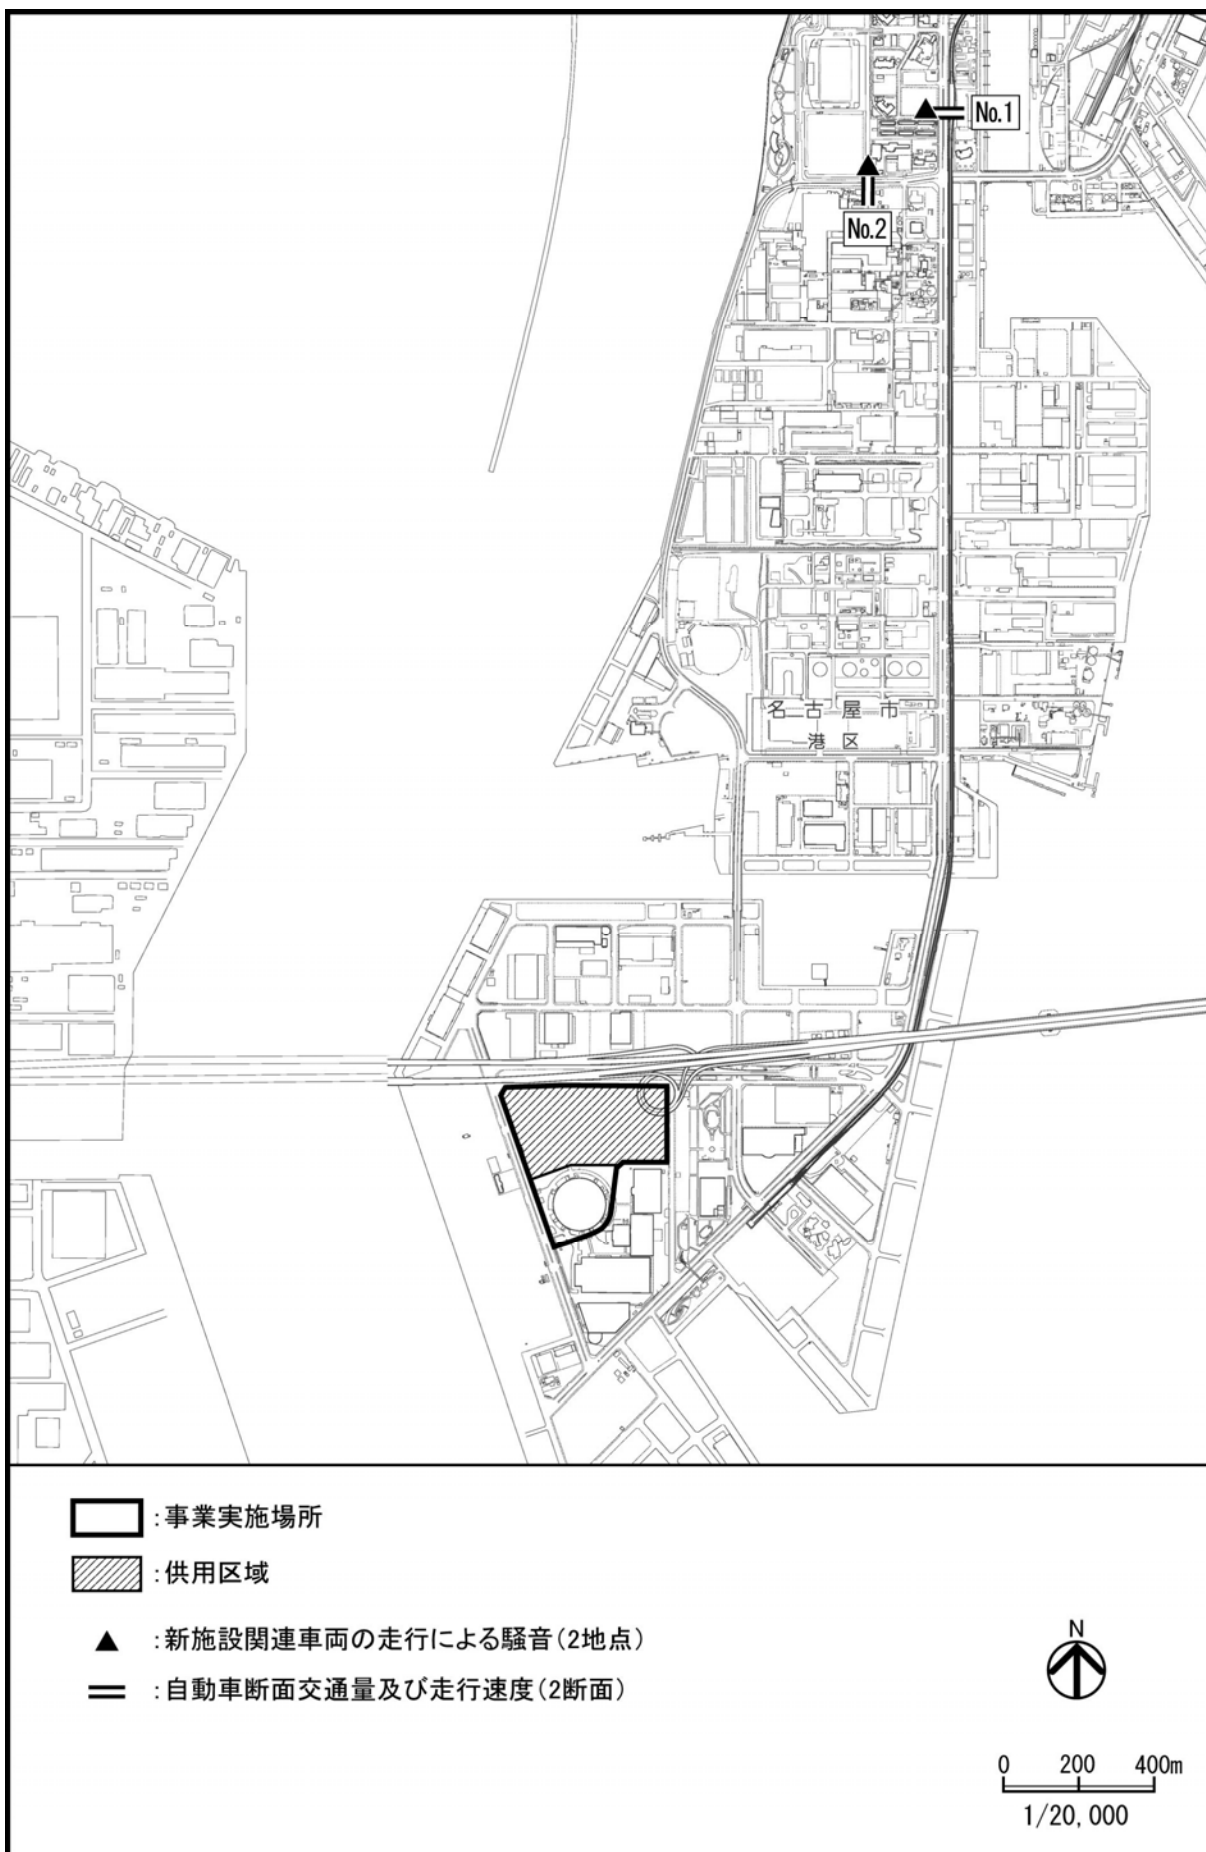 No.1
No.2
名古屋市
港区
:事業実施場所
:供用区域
:新施設関連車両の走行による騒音(2地点)
:自動車断面交通量及び走行速度(2断面)
N
0 200 400m
1/20,000